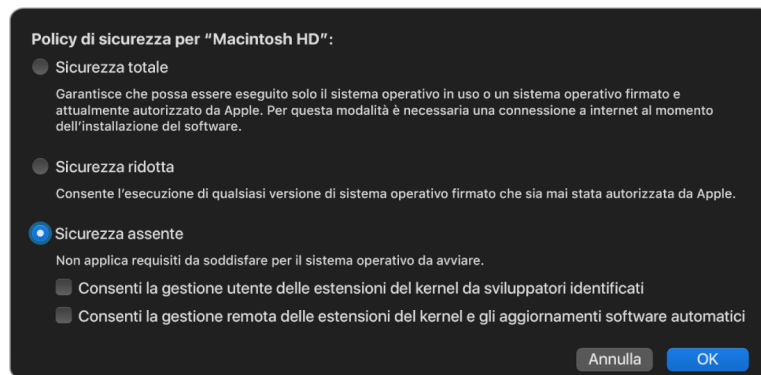 Policy di sicurezza per “Macintosh HD”:
Sicurezza totale
Garantisce che possa essere eseguito solo il sistema operativo in uso o un sistema operativo firmato e
attualmente autorizzato da Apple. Per questa modalità è necessaria una connessione a internet al momento
dell’installazione del software.
Sicurezza ridotta
Consente l’esecuzione di qualsiasi versione di sistema operativo firmato che sia mai stata autorizzata da Apple.
Sicurezza assente
Non applica requisiti da soddisfare per il sistema operativo da avviare.
Consenti la gestione utente delle estensioni del kernel da sviluppatori identificati
Consenti la gestione remota delle estensioni del kernel e gli aggiornamenti software automatici
Annulla OK